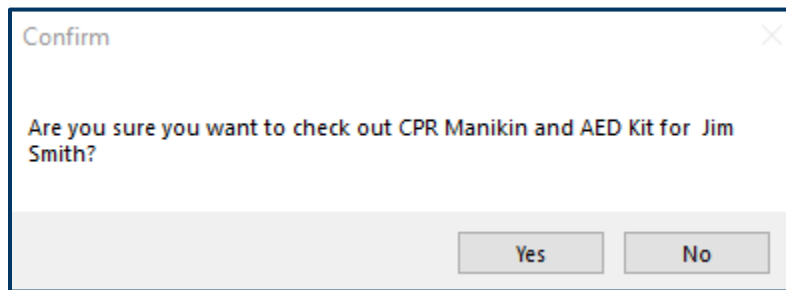 Confirm
Are you sure you want to check out CPR Manikin and AED Kit for  Jim
Smith?
Yes
No